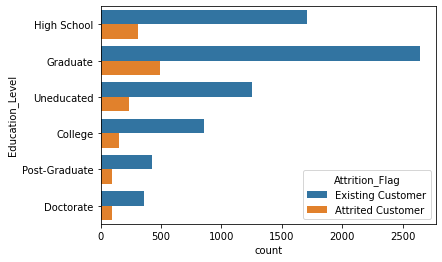 Education_Level
High School
Graduate
Uneducated
College
Post-Graduate
Doctorate
0 500 1000 1500 2000 2500
count
Attrition_Flag
Existing Customer
Attrited Customer